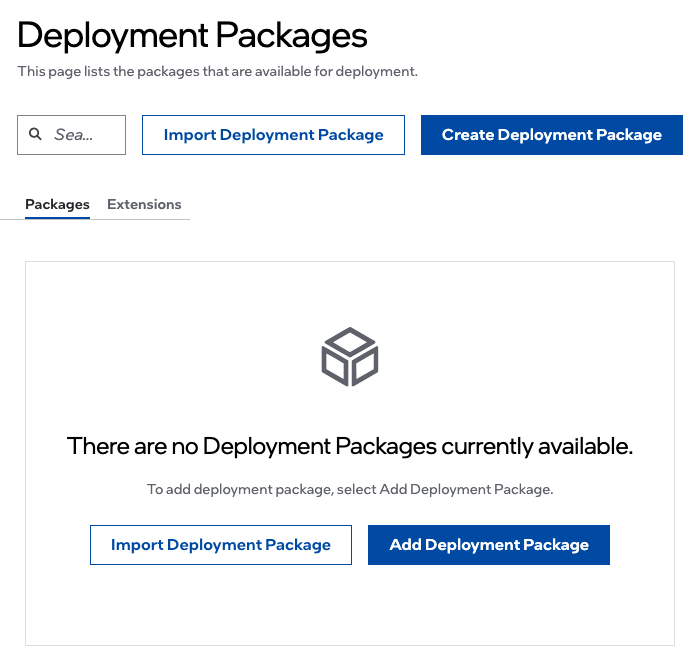 Deployment Packages
This page lists the packages that are available for deployment.
Sea...
Import Deployment Package
Create Deployment Package
Packages
Extensions
There are no Deployment Packages currently available.
To add deployment package, select Add Deployment Package.
Import Deployment Package
Add Deployment Package